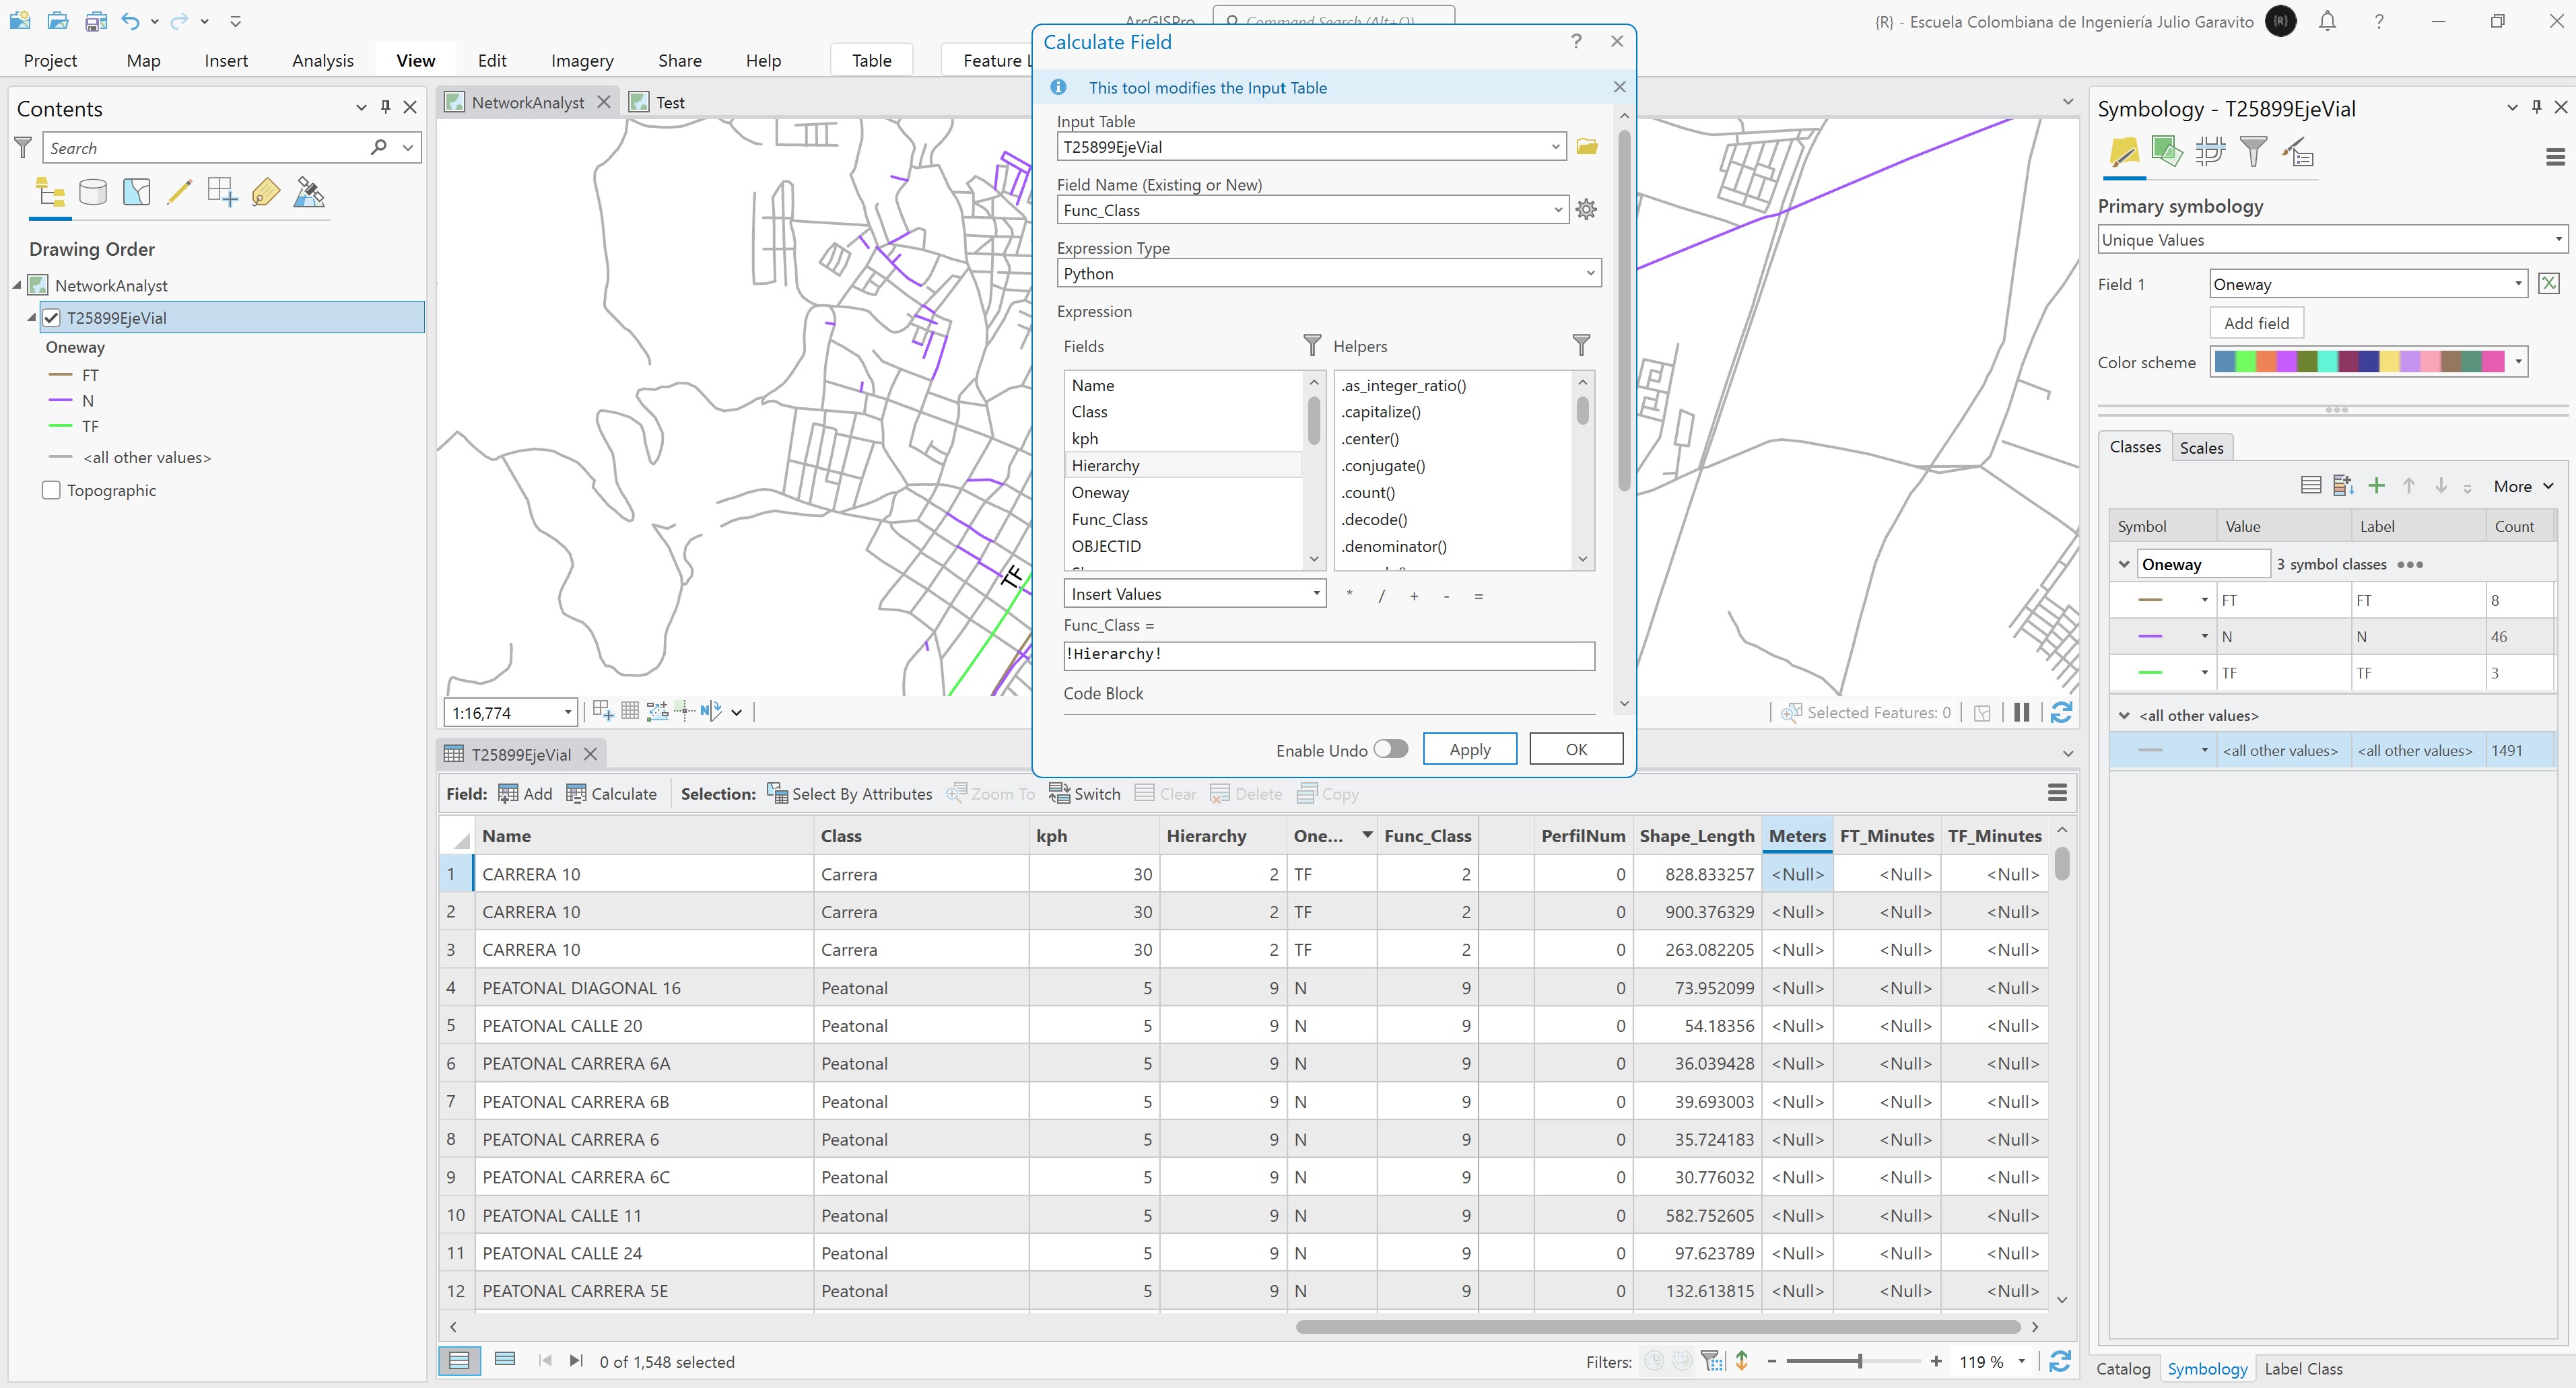 ArcGISPro
Command Search (Alt+Q)
{R} - Escuela Colombiana de Ingeniería Julio Garavito
{R}
?
Project Map Insert Analysis View Edit Imagery Share Help Table Feature L
Contents
Search
Drawing Order
NetworkAnalyst
T25899EjeVial
Oneway
FT
N
TF
<all other values>
Topographic
NetworkAnalyst Test
TF
1:16,774
Selected Features: 0
Calculate Field ?
This tool modifies the Input Table
Input Table
T25899EjeVial
Field Name (Existing or New)
Func_Class
Expression Type
Python
Expression
Fields Helpers
Name
Class
kph
Hierarchy
Oneway
Func_Class
OBJECTID
.as_integer_ratio()
.capitalize()
.center()
.conjugate()
.count()
.decode()
.denominator()
Insert Values * / + - =
Func_Class =
!Hierarchy!
Code Block
Enable Undo Apply OK
T25899EjeVial
Field: Add Calculate Selection: Select By Attributes Zoom To Switch Clear Delete Copy
Name Class kph Hierarchy One... Func_Class PerfilNum Shape_Length Meters FT_Minutes TF_Minutes
1 CARRERA 10 Carrera 30 2 TF 2 0 828.833257 <Null> <Null> <Null>
2 CARRERA 10 Carrera 30 2 TF 2 0 900.376329 <Null> <Null> <Null>
3 CARRERA 10 Carrera 30 2 TF 2 0 263.082205 <Null> <Null> <Null>
4 PEATONAL DIAGONAL 16 Peatonal 5 9 N 9 0 73.952099 <Null> <Null> <Null>
5 PEATONAL CALLE 20 Peatonal 5 9 N 9 0 54.18356 <Null> <Null> <Null>
6 PEATONAL CARRERA 6A Peatonal 5 9 N 9 0 36.039428 <Null> <Null> <Null>
7 PEATONAL CARRERA 6B Peatonal 5 9 N 9 0 39.693003 <Null> <Null> <Null>
8 PEATONAL CARRERA 6 Peatonal 5 9 N 9 0 35.724183 <Null> <Null> <Null>
9 PEATONAL CARRERA 6C Peatonal 5 9 N 9 0 30.776032 <Null> <Null> <Null>
10 PEATONAL CALLE 11 Peatonal 5 9 N 9 0 582.752605 <Null> <Null> <Null>
11 PEATONAL CALLE 24 Peatonal 5 9 N 9 0 97.623789 <Null> <Null> <Null>
12 PEATONAL CARRERA 5E Peatonal 5 9 N 9 0 132.613815 <Null> <Null> <Null>
0 of 1,548 selected
Filters: - + 119 %
Symbology - T25899EjeVial
Primary symbology
Unique Values
Field 1 Oneway
Add field
Color scheme
Classes Scales
More
Symbol Value Label Count
Oneway 3 symbol classes
FT FT 8
N N 46
TF TF 3
<all other values>
<all other values> <all other values> 1491
Catalog Symbology Label Class